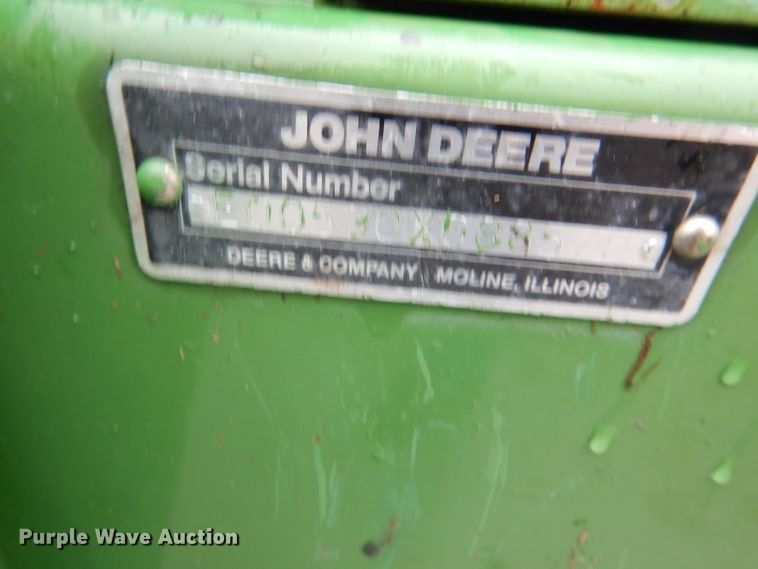 JOHN DEERE
Serial Number
DEERE & COMPANY MOLINE, ILLINOIS
Purple Wave Auction